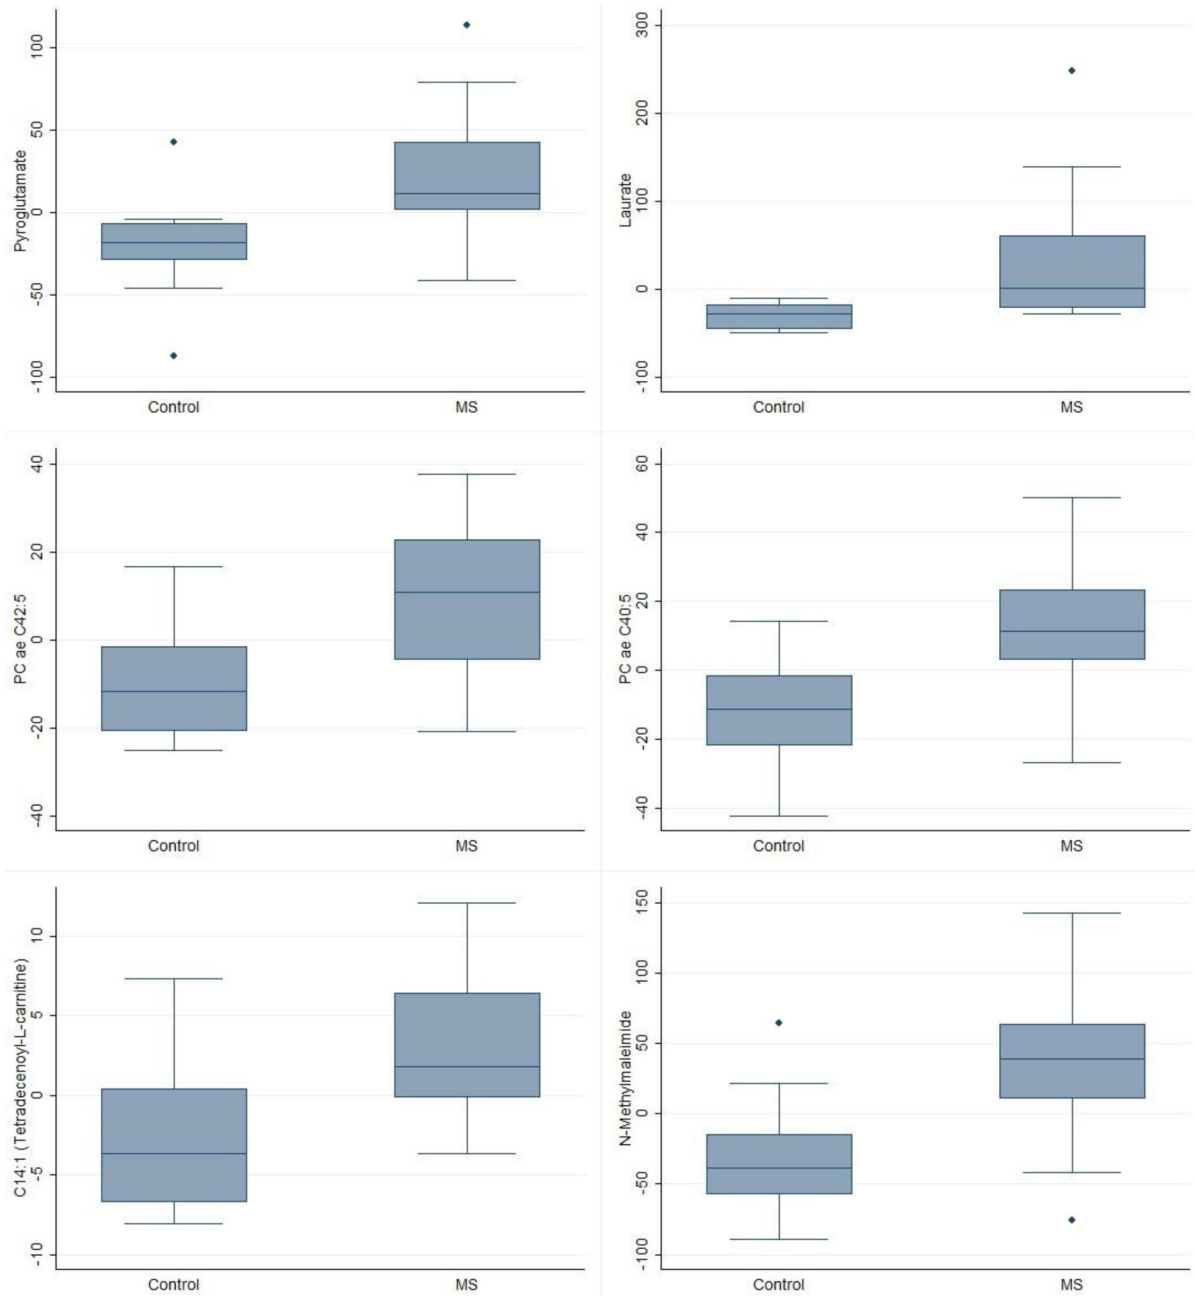 Pyroglutamate
100
50
0
-50
-100
Control MS
Laurate
300
200
100
0
-100
Control MS
PC ae C42:5
40
20
0
-20
-40
Control MS
PC ae C40:5
60
40
20
0
-20
-40
Control MS
C14:1 (Tetradecenoyl-L-carnitine)
10
5
0
-5
-10
Control MS
N-Methylmaleimide
150
100
50
0
-50
-100
Control MS